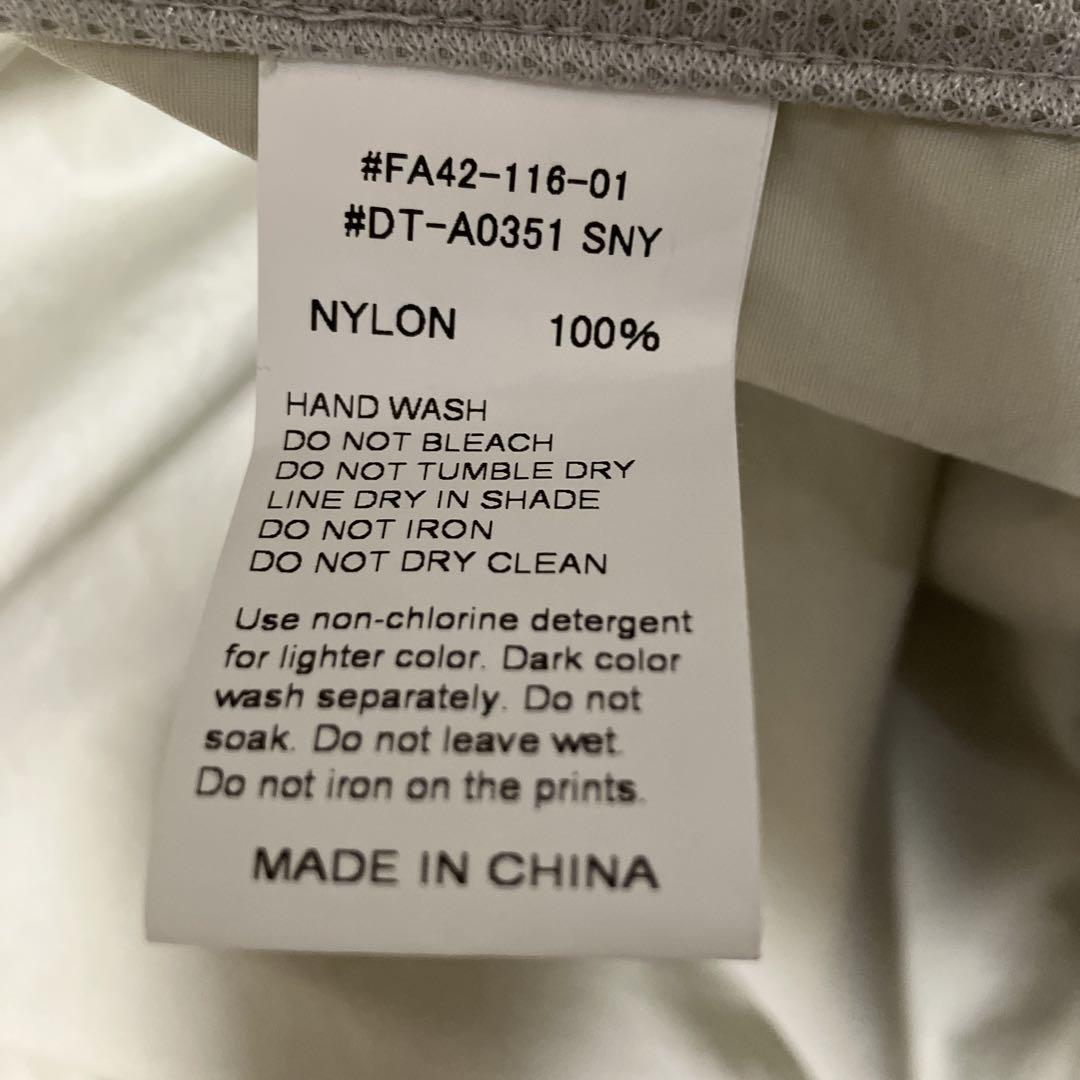 #FA42-116-01
#DT-A0351 SNY
NYLON 100%
HAND WASH
DO NOT BLEACH
DO NOT TUMBLE DRY
LINE DRY IN SHADE
DO NOT IRON
DO NOT DRY CLEAN
Use non-chlorine detergent
for lighter color. Dark color
wash separately. Do not
soak. Do not leave wet.
Do not iron on the prints.
MADE IN CHINA